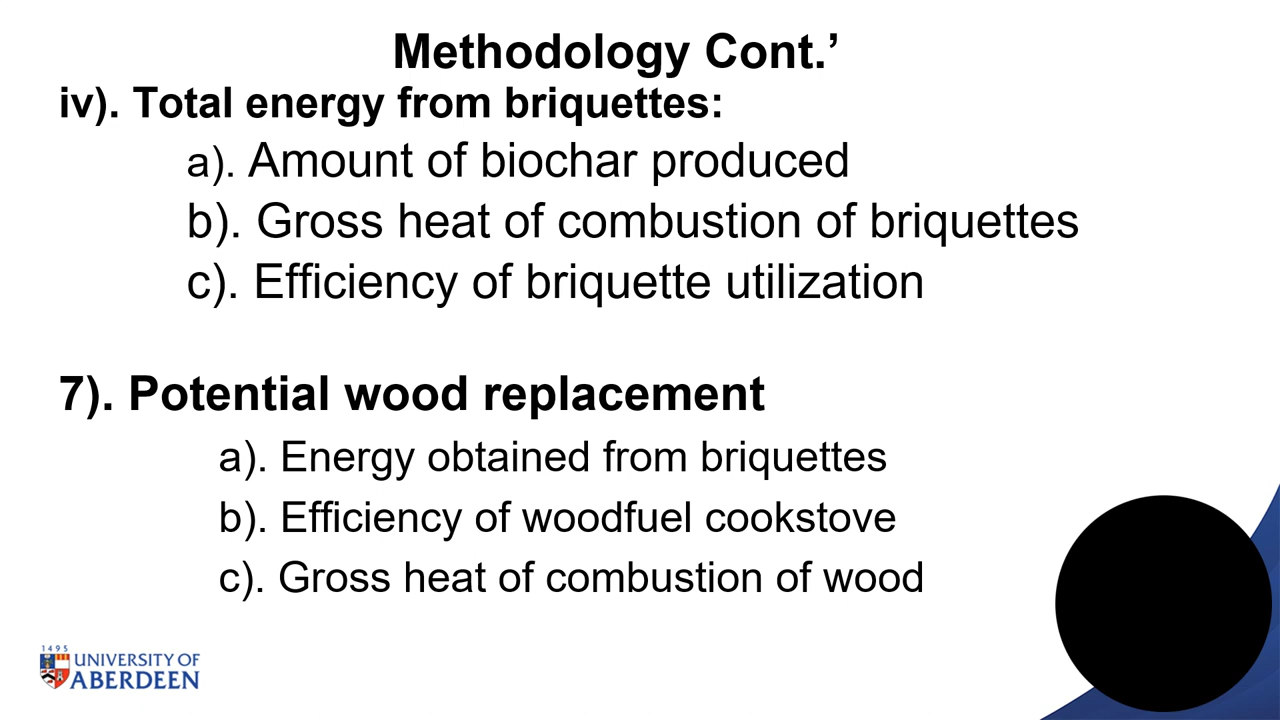 Methodology Cont.’
iv). Total energy from briquettes:
a). Amount of biochar produced
b). Gross heat of combustion of briquettes
c). Efficiency of briquette utilization
7). Potential wood replacement
a). Energy obtained from briquettes
b). Efficiency of woodfuel cookstove
c). Gross heat of combustion of wood
1495
UNIVERSITY OF
ABERDEEN